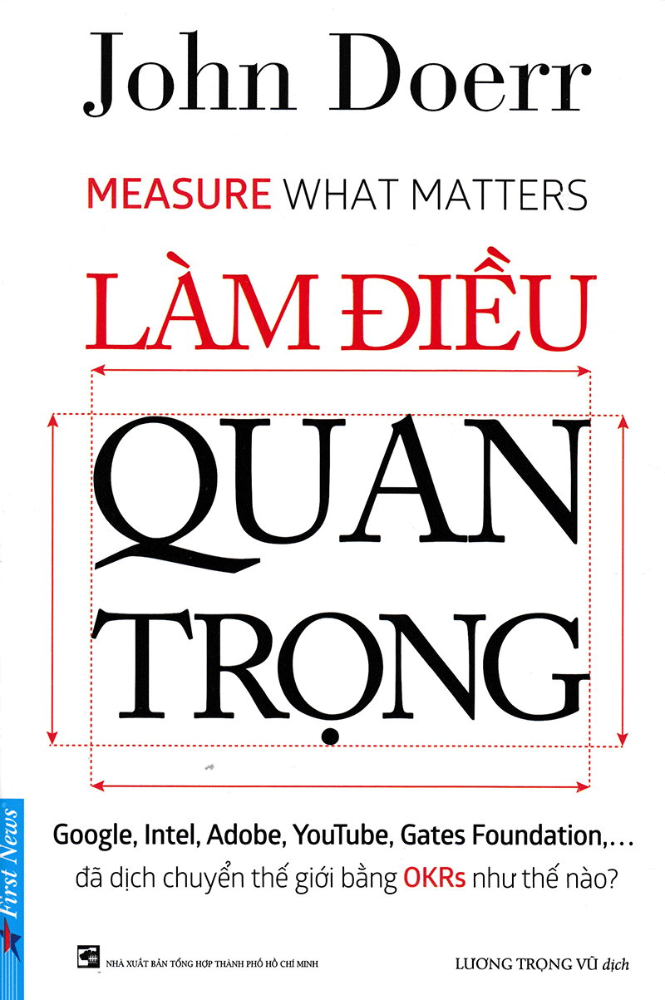 John Doerr
MEASURE WHAT MATTERS
LÀM ĐIỀU
QUAN
TRỌNG
Google, Intel, Adobe, YouTube, Gates Foundation,...
đã dịch chuyển thế giới bằng OKRs như thế nào?
First News®
NHÀ XUẤT BẢN TỔNG HỢP THÀNH PHỐ HỒ CHÍ MINH
LƯƠNG TRỌNG VŨ dịch